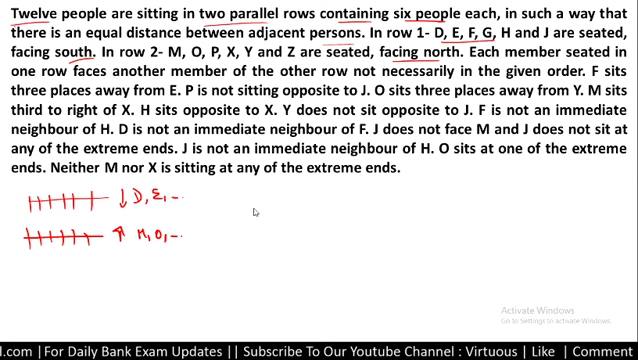 Twelve people are sitting in two parallel rows containing six people each, in such a way that
there is an equal distance between adjacent persons. In row 1- D, E, F, G, H and J are seated,
facing south. In row 2- M, O, P, X, Y and Z are seated, facing north. Each member seated in
one row faces another member of the other row not necessarily in the given order. F sits
three places away from E. P is not sitting opposite to J. O sits three places away from Y. M sits
third to right of X. H sits opposite to X. Y does not sit opposite to J. F is not an immediate
neighbour of H. D is not an immediate neighbour of F. J does not face M and J does not sit at
any of the extreme ends. J is not an immediate neighbour of H. O sits at one of the extreme
ends. Neither M nor X is sitting at any of the extreme ends.
↓ D, E, --
↑ M, O, --
Activate Windows
Go to Settings to activate Windows.
l.com |For Daily Bank Exam Updates || Subscribe To Our Youtube Channel : Virtuous | Like | Comment